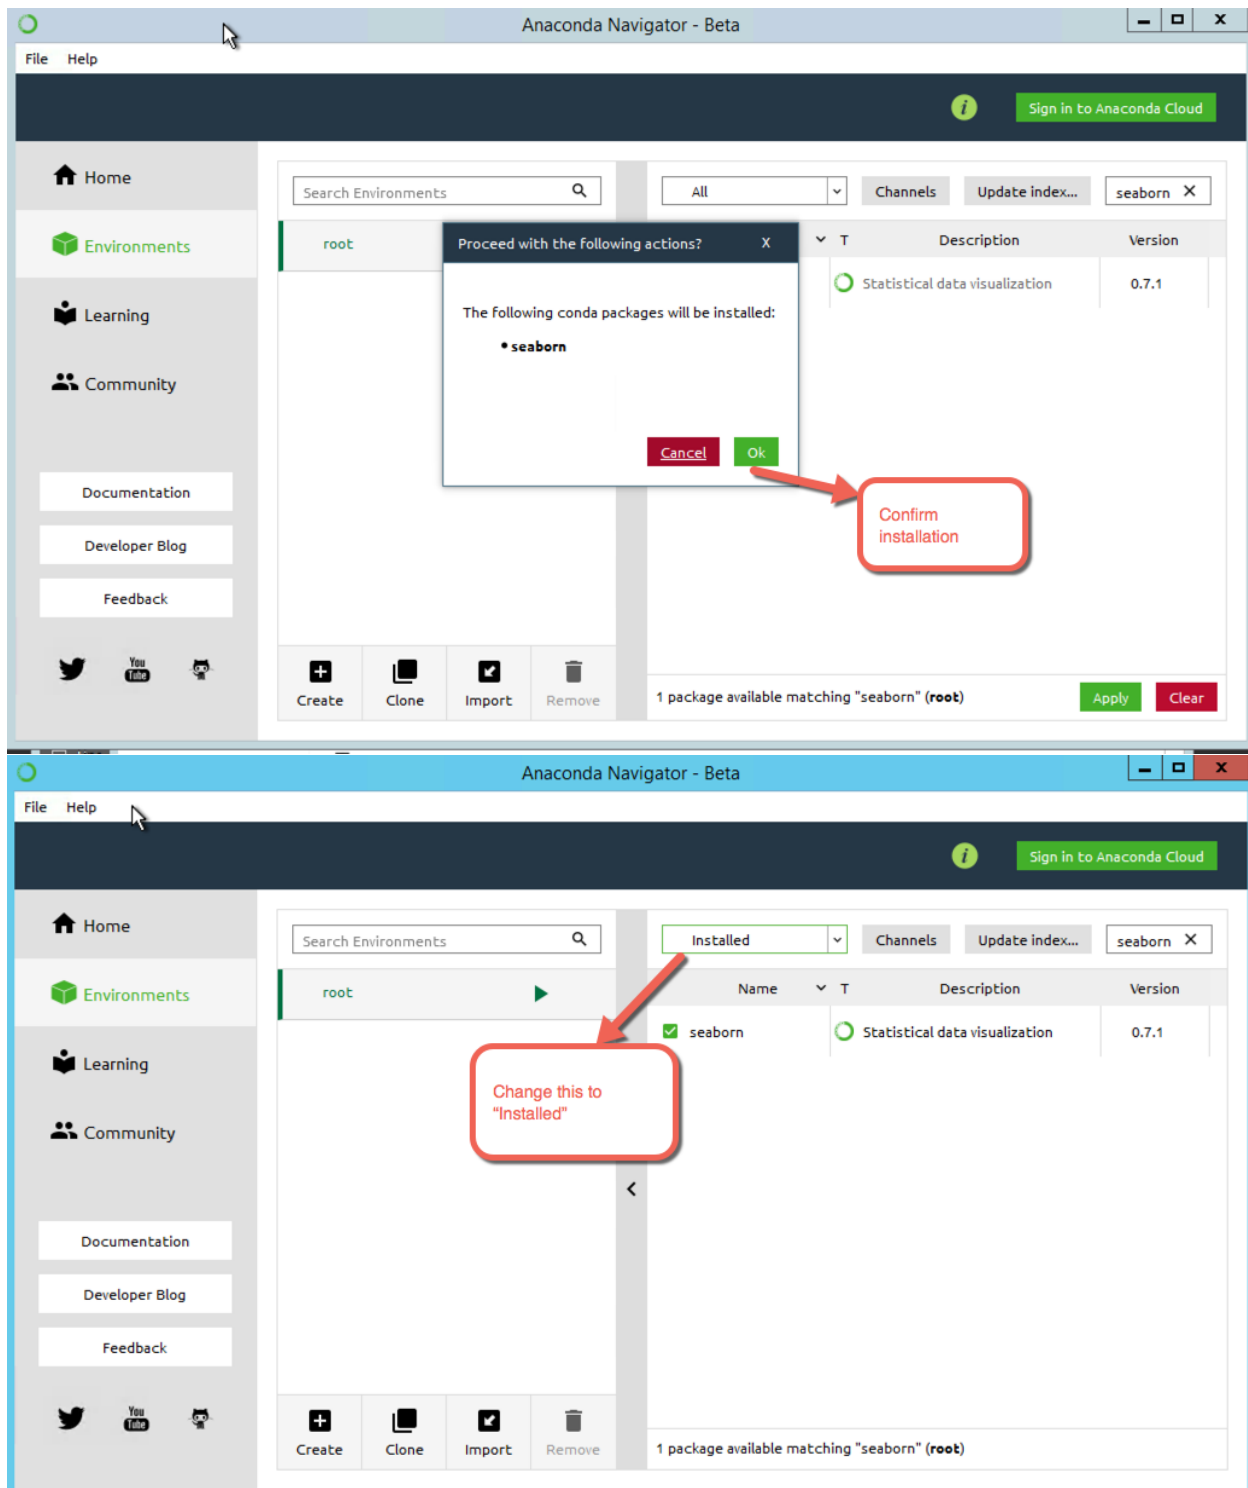 Anaconda Navigator - Beta
File Help
i Sign in to Anaconda Cloud
Home
Environments
Learning
Community
Documentation
Developer Blog
Feedback
You
Tube
Search Environments
root
All Channels Update index... seaborn
T Description Version
Statistical data visualization 0.7.1
Proceed with the following actions? X
The following conda packages will be installed:
• seaborn
Cancel Ok
Confirm
installation
Create Clone Import Remove
1 package available matching "seaborn" (root) Apply Clear
Anaconda Navigator - Beta
File Help
i Sign in to Anaconda Cloud
Home
Environments
Learning
Community
Documentation
Developer Blog
Feedback
You
Tube
Search Environments
root
Installed Channels Update index... seaborn
Name T Description Version
seaborn Statistical data visualization 0.7.1
Change this to
“Installed”
Create Clone Import Remove
1 package available matching "seaborn" (root)